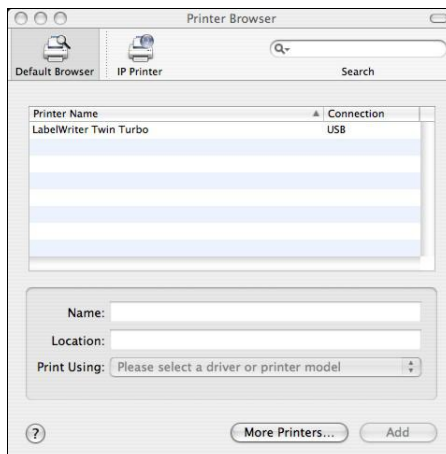 Printer Browser
Default Browser IP Printer Search
Printer Name Connection
LabelWriter Twin Turbo USB
Name:
Location:
Print Using: Please select a driver or printer model
? More Printers... Add